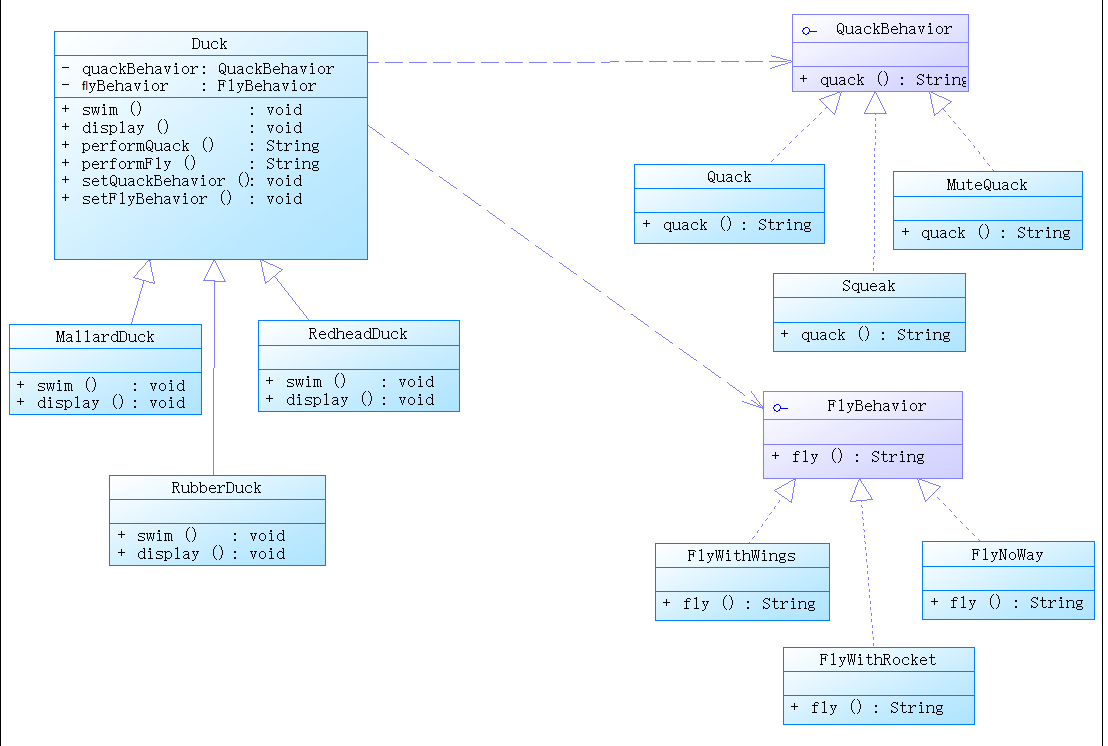 Duck
- quackBehavior: QuackBehavior
- flyBehavior : FlyBehavior
+ swim () : void
+ display () : void
+ performQuack () : String
+ performFly () : String
+ setQuackBehavior (): void
+ setFlyBehavior () : void
QuackBehavior
+ quack () : String
Quack
+ quack () : String
MuteQuack
+ quack () : String
Squeak
+ quack () : String
MallardDuck
+ swim () : void
+ display () : void
RedheadDuck
+ swim () : void
+ display () : void
RubberDuck
+ swim () : void
+ display () : void
FlyBehavior
+ fly () : String
FlyWithWings
+ fly () : String
FlyNoWay
+ fly () : String
FlyWithRocket
+ fly () : String